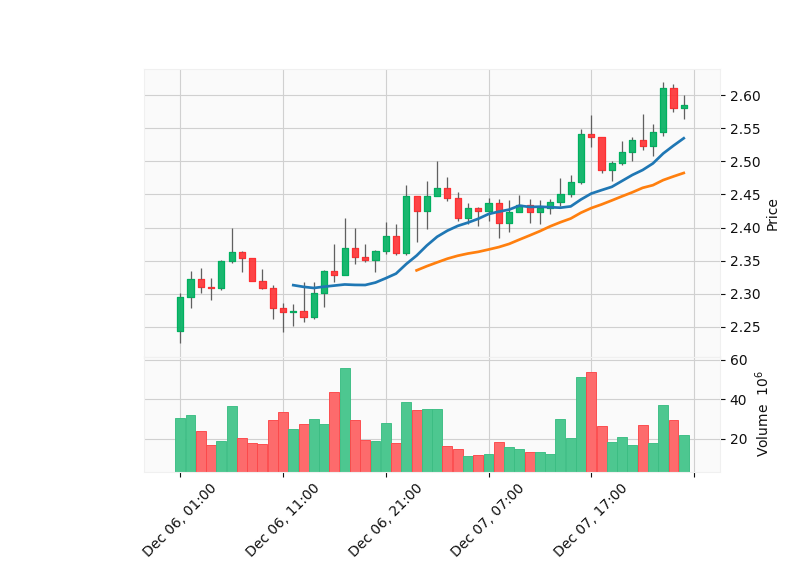 2.60
2.55
2.50
2.45
2.40
2.35
2.30
2.25
Price
60
40
20
Volume 10^6
Dec 06, 01:00
Dec 06, 11:00
Dec 06, 21:00
Dec 07, 07:00
Dec 07, 17:00